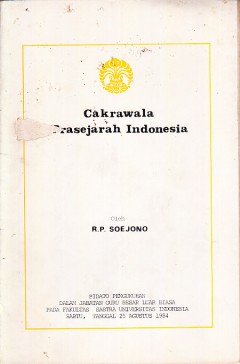 Cakrawala
Prasejarah Indonesia
Oleh
R.P. SOEJONO
PIDATO PENGUKUHAN
DALAM JABATAN GURU BESAR LUAR BIASA
PADA FAKULTAS SASTRA UNIVERSITAS INDONESIA
SABTU, TANGGAL 25 AGUSTUS 1984